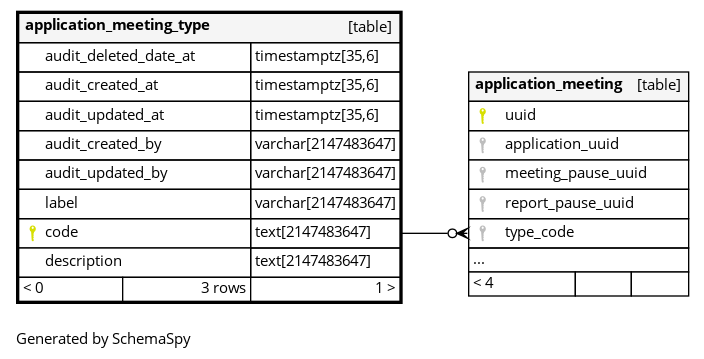 application_meeting_type [table]
audit_deleted_date_at timestamptz[35,6]
audit_created_at timestamptz[35,6]
audit_updated_at timestamptz[35,6]
audit_created_by varchar[2147483647]
audit_updated_by varchar[2147483647]
label varchar[2147483647]
code text[2147483647]
description text[2147483647]
< 0 3 rows 1 >
application_meeting [table]
uuid
application_uuid
meeting_pause_uuid
report_pause_uuid
type_code
...
< 4
Generated by SchemaSpy